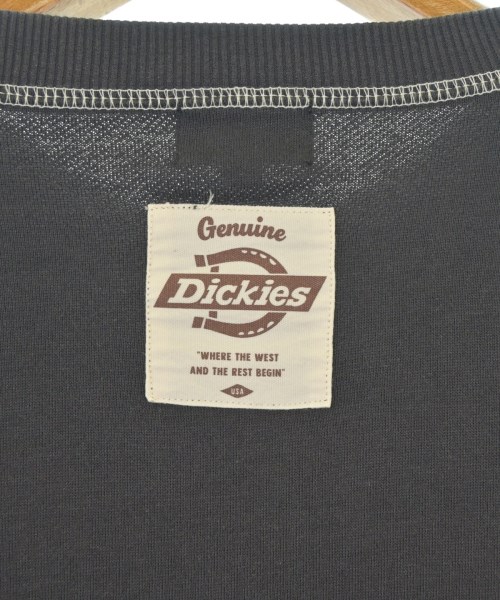 Genuine
Dickies
"WHERE THE WEST
AND THE REST BEGIN"
USA